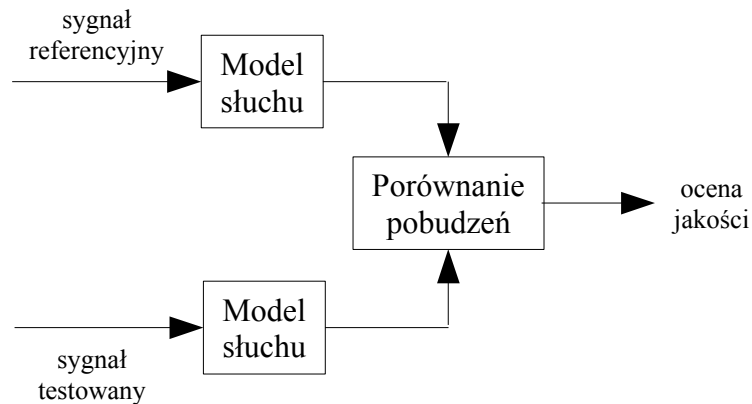 sygnał
referencyjny
Model
słuchu
Porównanie
pobudzeń
ocena
jakości
Model
słuchu
sygnał
testowany